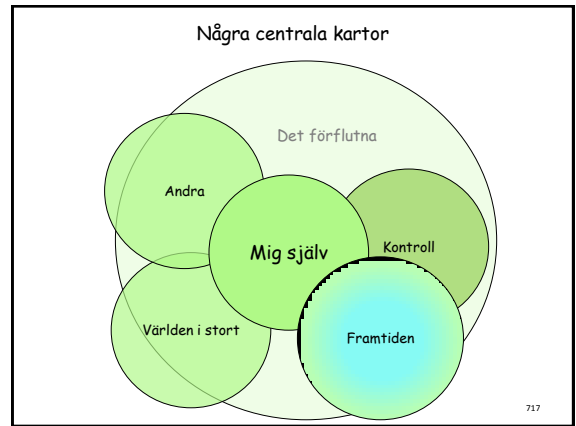 Några centrala kartor
Det förflutna
Andra
Mig själv
Kontroll
Världen i stort
Framtiden
717